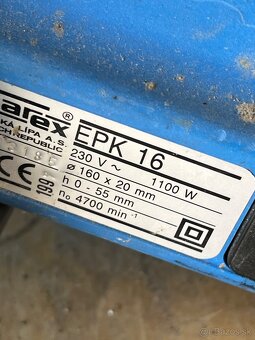 arex ®
KÁ LÍPA A. S.
CH REPUBLIC
EPK 16
230 V ~ 1100 W
ø 160 x 20 mm
h 0 - 55 mm
n₀ 4700 min⁻¹
CE